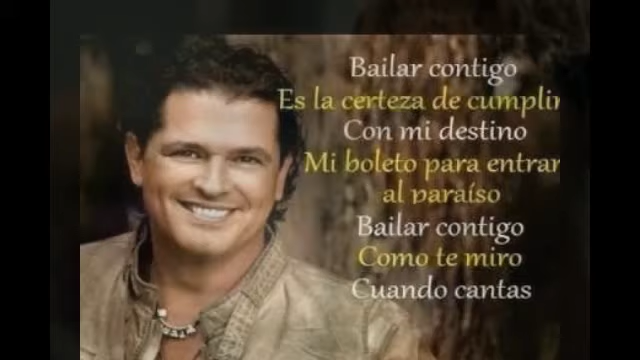 Bailar contigo
Es la certeza de cumplir
Con mi destino
Mi boleto para entrar
al paraíso
Bailar contigo
Como te miro
Cuando cantas